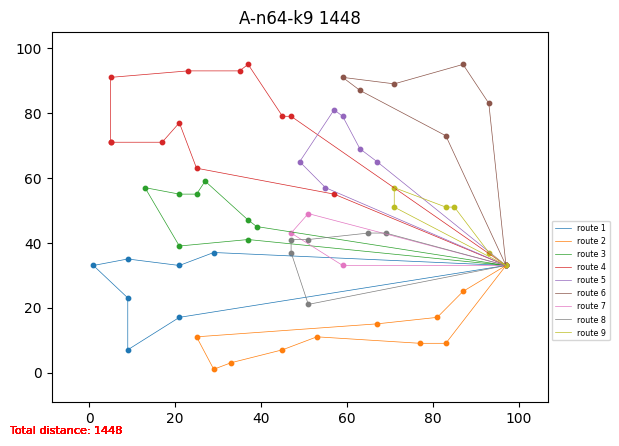 A-n64-k9 1448
100
80
60
40
20
0
0 20 40 60 80 100
route 1
route 2
route 3
route 4
route 5
route 6
route 7
route 8
route 9
Total distance: 1448